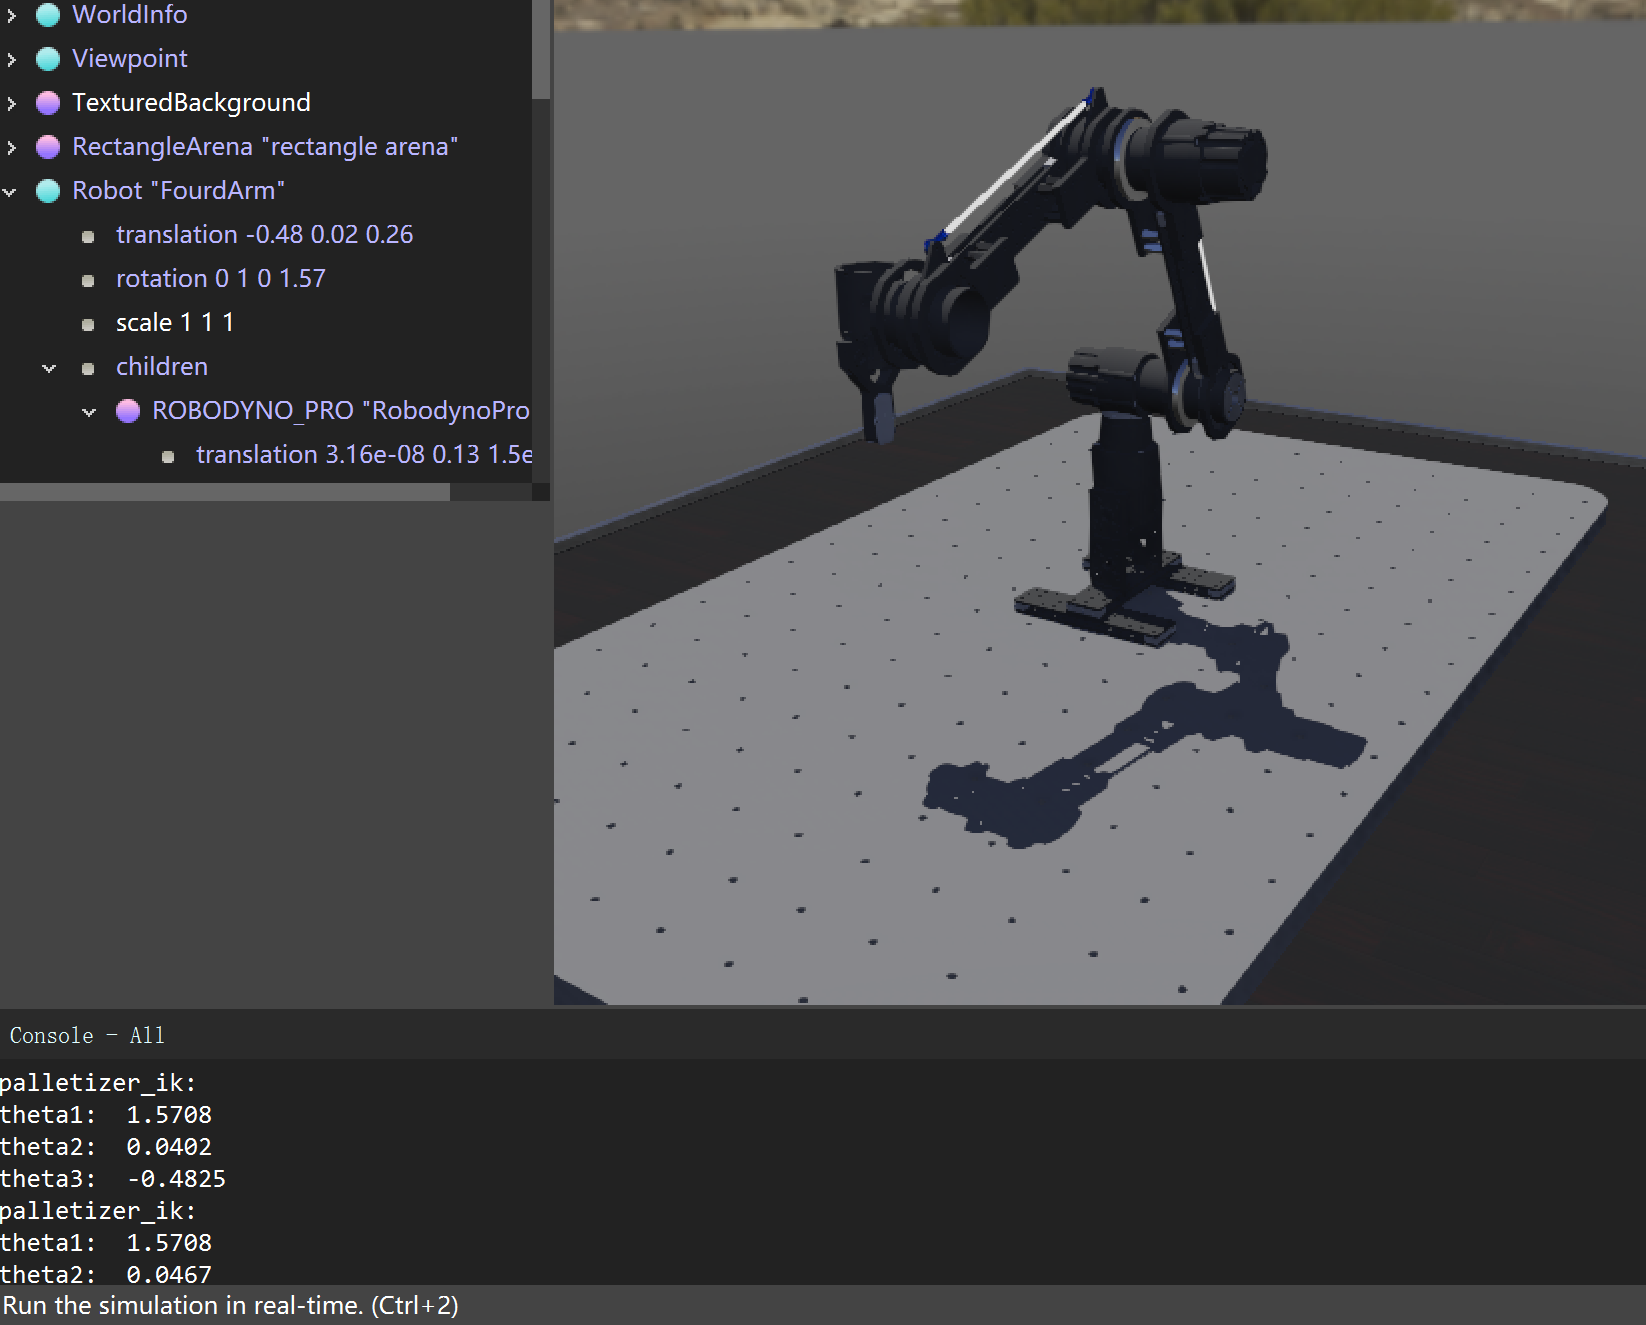 WorldInfo
Viewpoint
TexturedBackground
RectangleArena "rectangle arena"
Robot "FourdArm"
translation -0.48 0.02 0.26
rotation 0 1 0 1.57
scale 1 1 1
children
ROBODYNO_PRO "RobodynoPro
translation 3.16e-08 0.13 1.5e
Console - All
palletizer_ik:
theta1: 1.5708
theta2: 0.0402
theta3: -0.4825
palletizer_ik:
theta1: 1.5708
theta2: 0.0467
Run the simulation in real-time. (Ctrl+2)